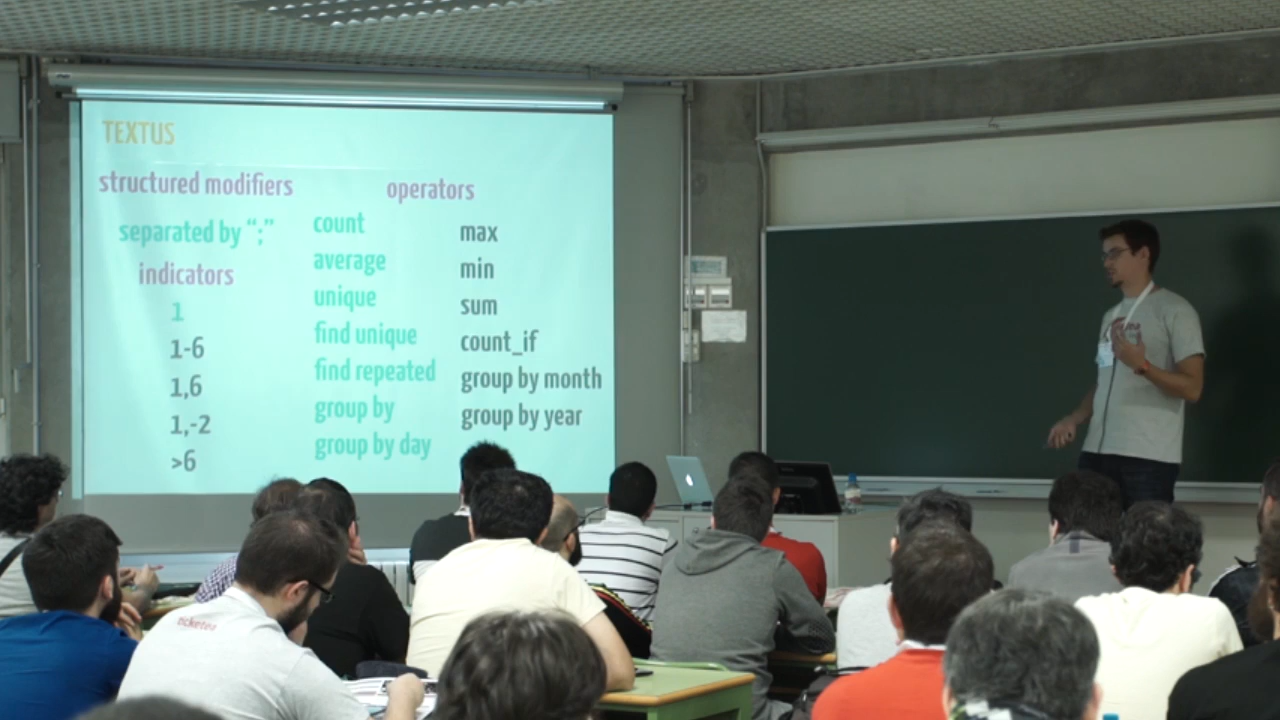 TEXTUS
structured modifiers
separated by “;”
indicators
1
1-6
1,6
1,-2
>6
operators
count
average
unique
find unique
find repeated
group by
group by day
max
min
sum
count_if
group by month
group by year
ticketea